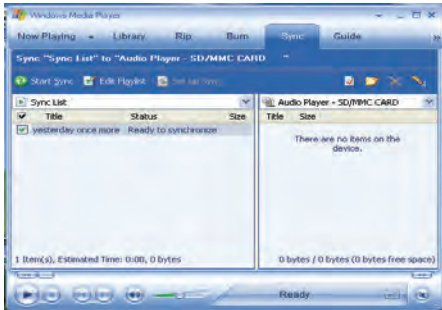 Windows Media Player
Now Playing Library Rip Burn Sync Guide
Sync "Sync List" to "Audio Player - SD/MMC CARD
Start Sync Edit Playlist Set Up Sync
Sync List
Audio Player - SD/MMC CARD
Title Status Size
Title Size
yesterday once more Ready to synchronize
There are no items on the
device.
1 Item(s), Estimated Time: 0:00, 0 bytes
0 bytes / 0 bytes (0 bytes free space)
Ready